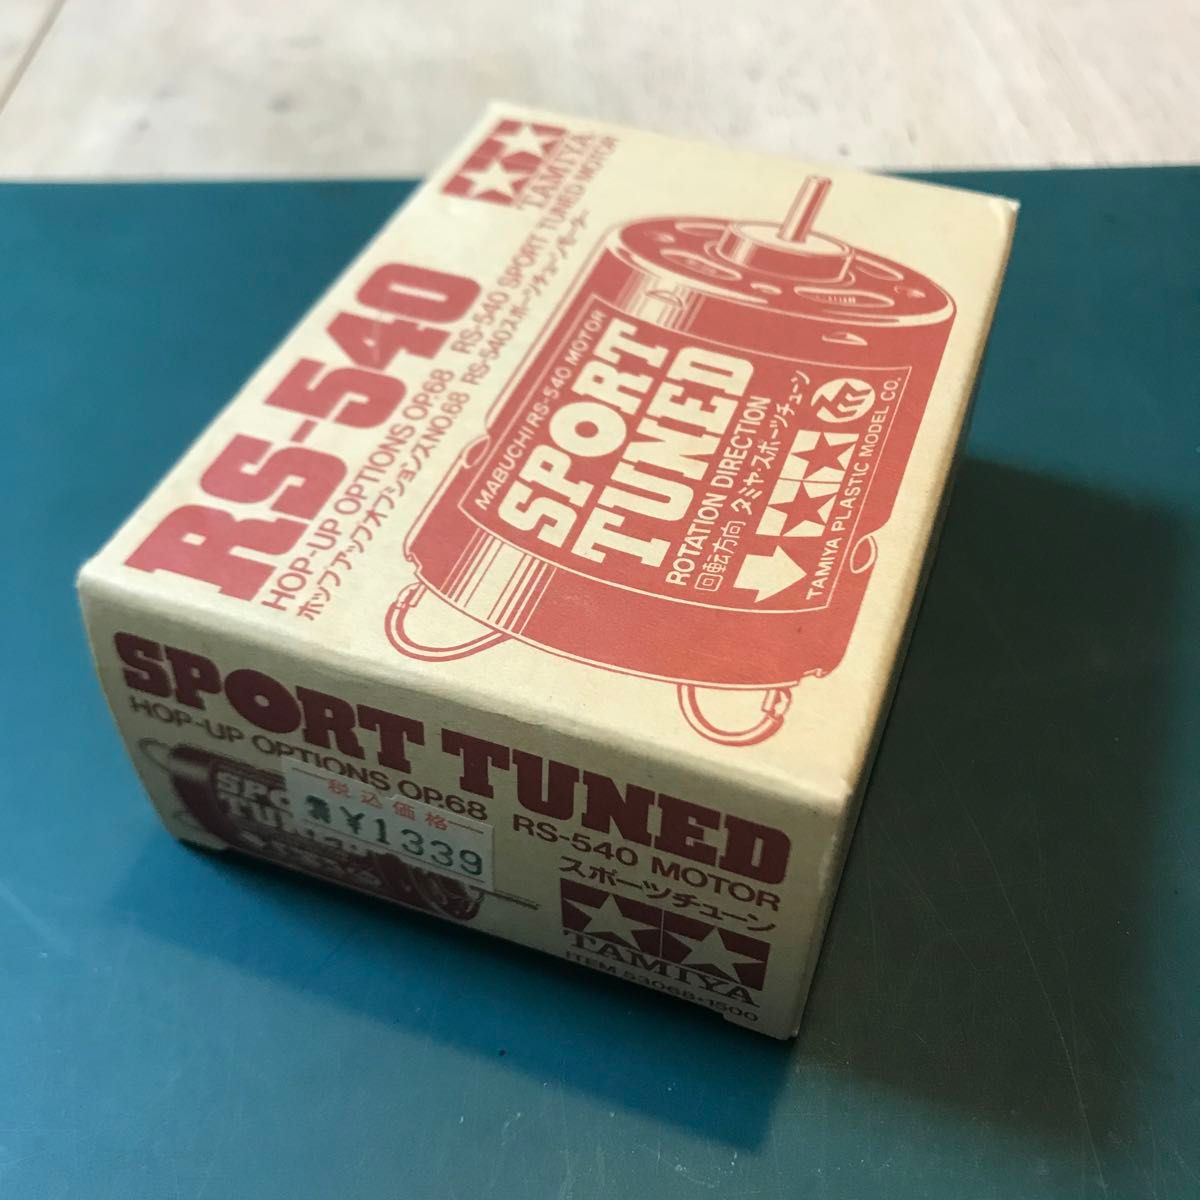 TAMIYA
RS-540
HOP-UP OPTIONS OP.68 RS-540 SPORT TUNED MOTOR
ホップアップオプションズNO.68 RS-540スポーツチューンモーター
MABUCHI RS-540 MOTOR
SPORT
TUNED
ROTATION DIRECTION
回転方向 タミヤ・スポーツチューン
TAMIYA PLASTIC MODEL CO.
SPORT TUNED
HOP-UP OPTIONS OP.68 RS-540 MOTOR
スポーツチューン
税込価格
¥1339
TAMIYA
ITEM 53068・1500